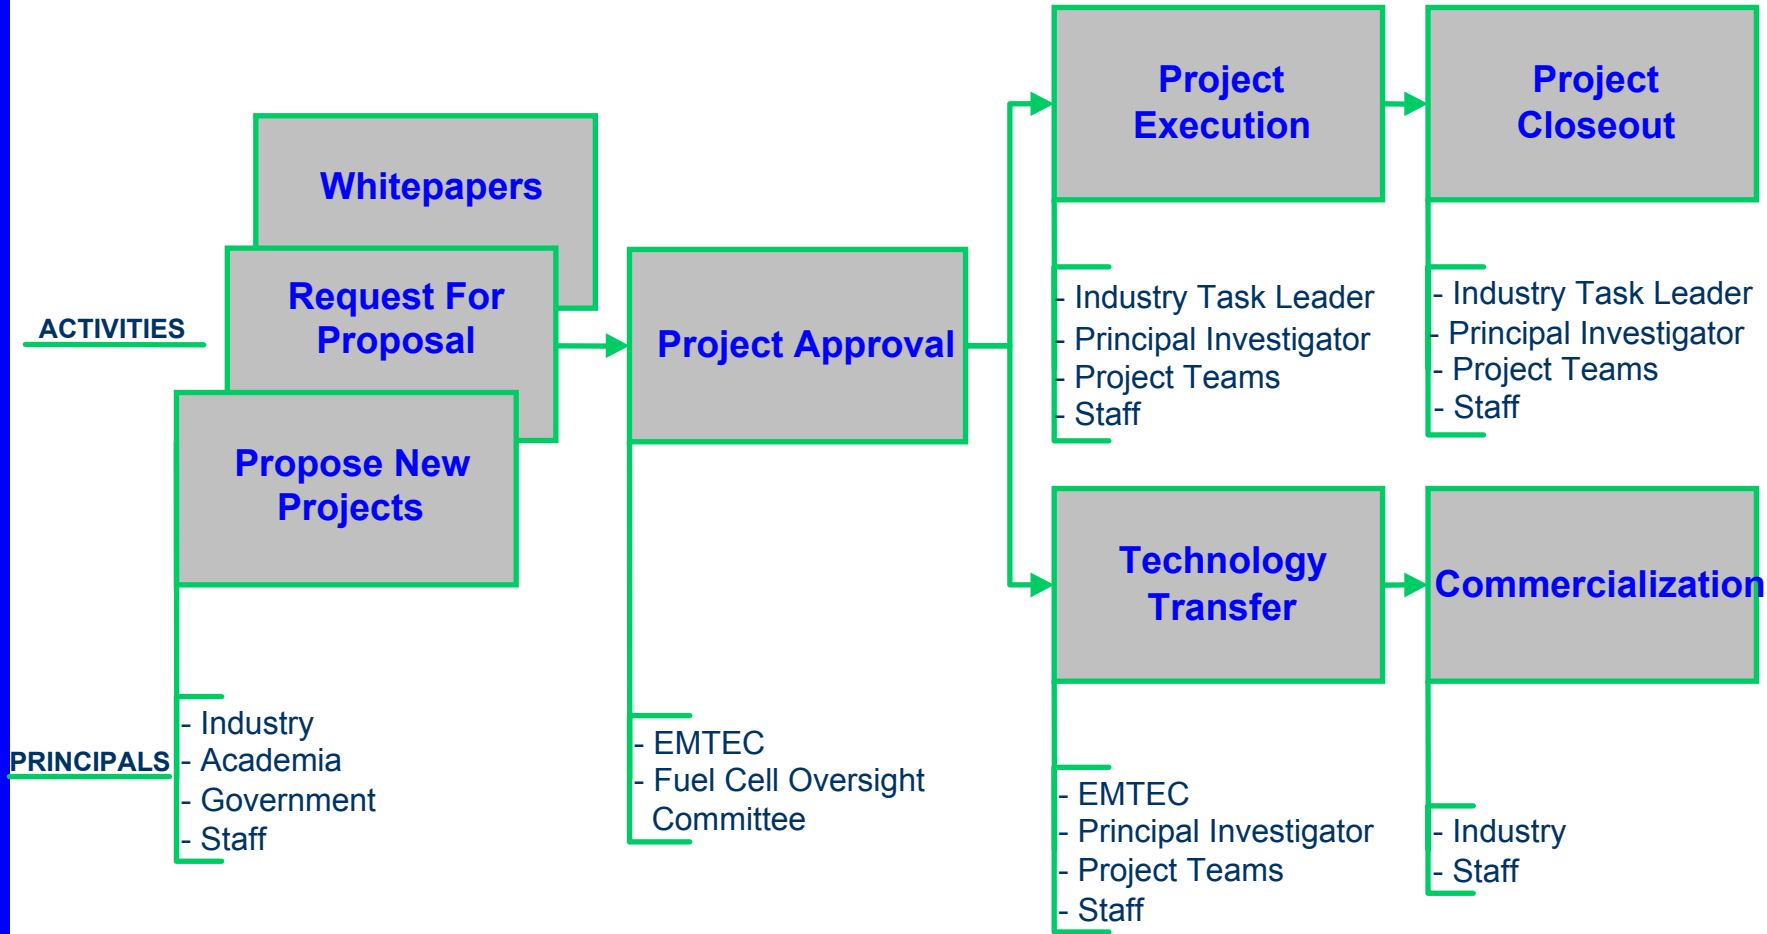 Whitepapers
Request For
Proposal
ACTIVITIES
Propose New
Projects
PRINCIPALS
- Industry
- Academia
- Government
- Staff
Project Approval
- EMTEC
- Fuel Cell Oversight
Committee
Project
Execution
- Industry Task Leader
- Principal Investigator
- Project Teams
- Staff
Project
Closeout
- Industry Task Leader
- Principal Investigator
- Project Teams
- Staff
Technology
Transfer
- EMTEC
- Principal Investigator
- Project Teams
- Staff
Commercialization
- Industry
- Staff